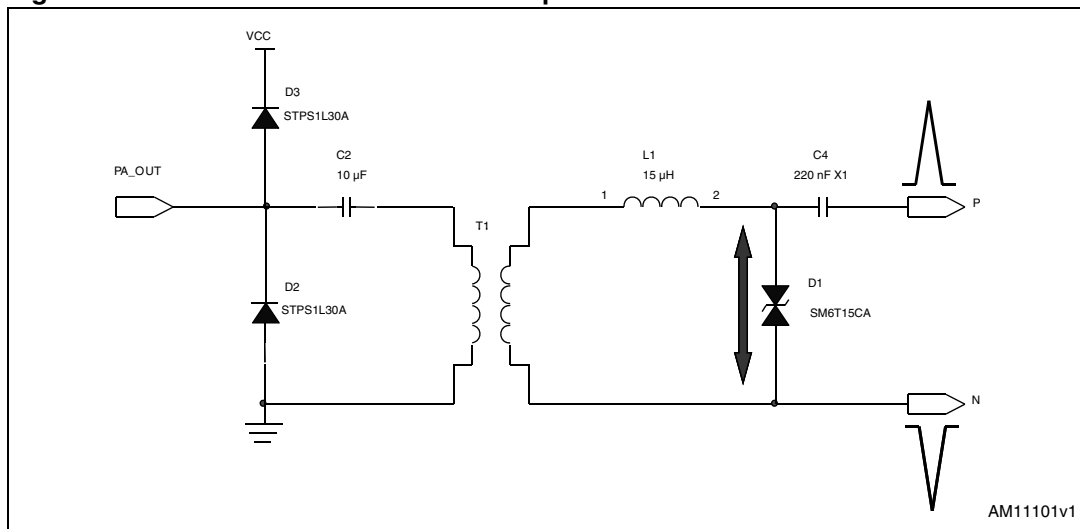 VCC
D3
STPS1L30A
PA_OUT
C2
10 µF
L1
15 µH
1 2
C4
220 nF X1
P
T1
D2
STPS1L30A
D1
SM6T15CA
N
AM11101v1